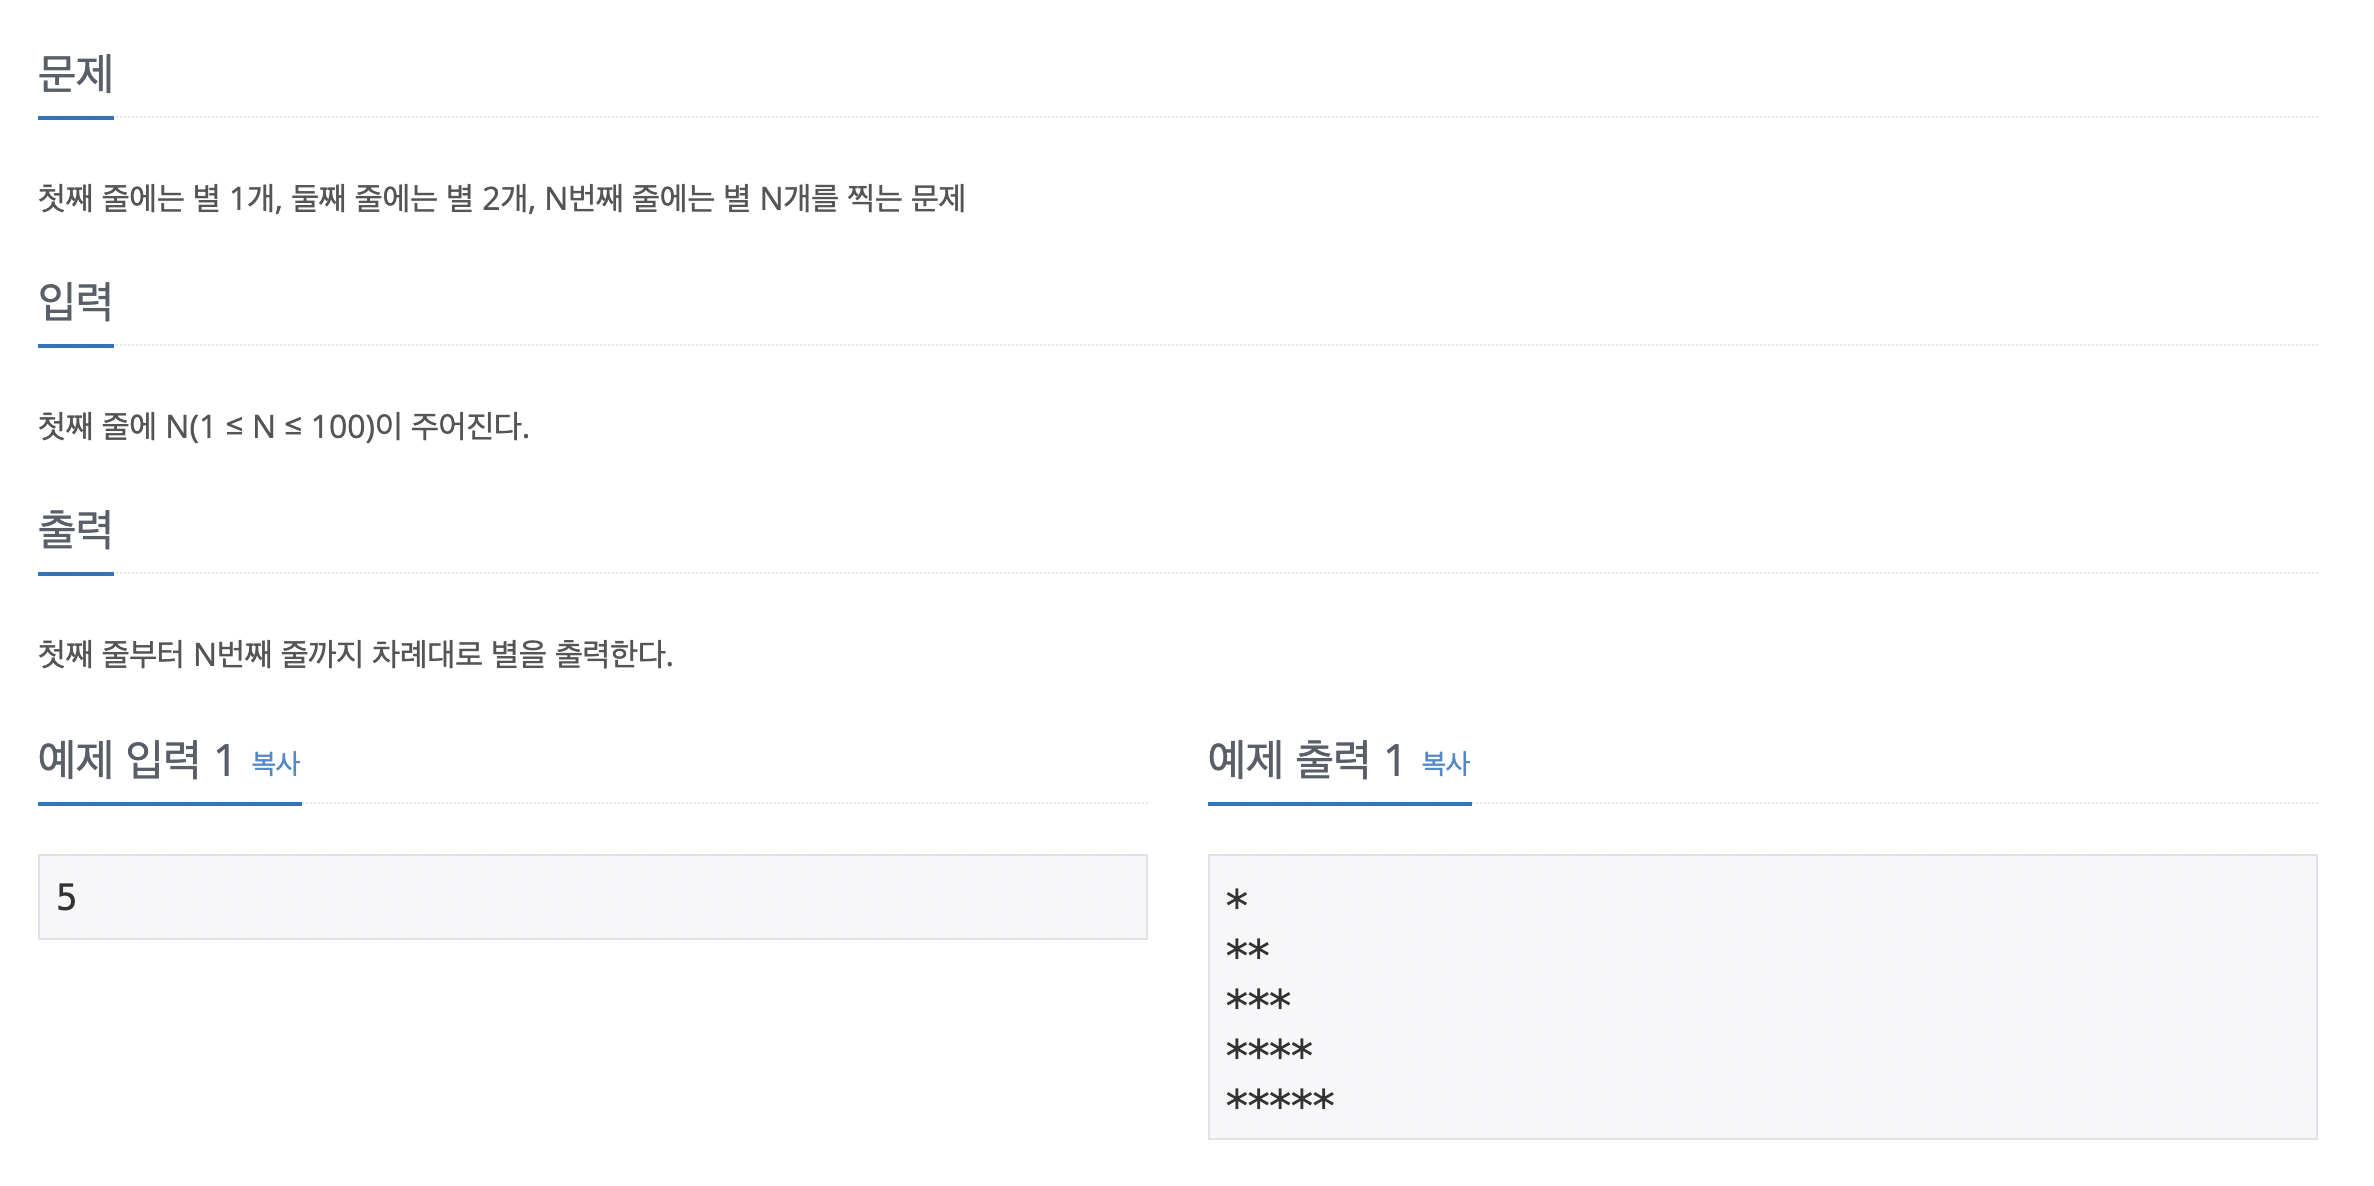 문제
첫째 줄에는 별 1개, 둘째 줄에는 별 2개, N번째 줄에는 별 N개를 찍는 문제
입력
첫째 줄에 N(1 ≤ N ≤ 100)이 주어진다.
출력
첫째 줄부터 N번째 줄까지 차례대로 별을 출력한다.
예제 입력 1 복사
5
예제 출력 1 복사
*
**
***
****
*****